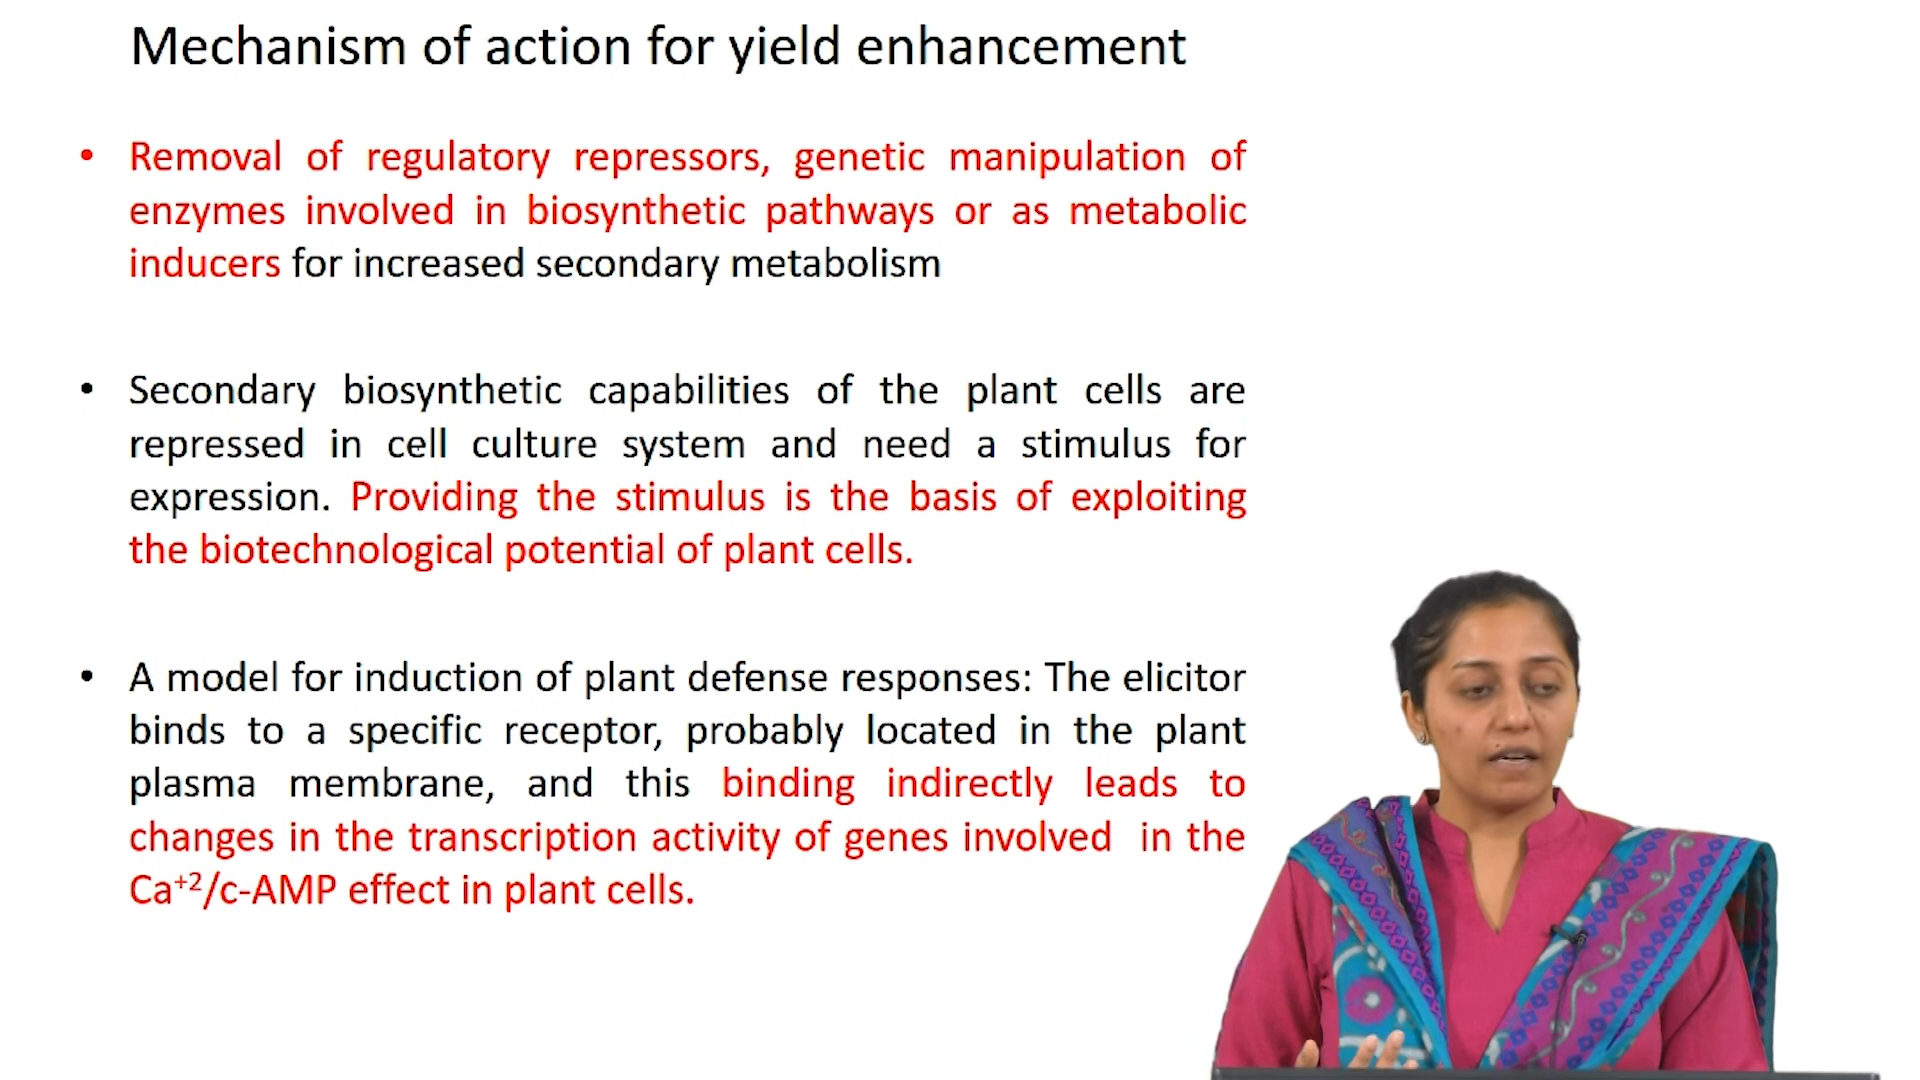 Mechanism of action for yield enhancement
• Removal of regulatory repressors, genetic manipulation of
enzymes involved in biosynthetic pathways or as metabolic
inducers for increased secondary metabolism
• Secondary biosynthetic capabilities of the plant cells are
repressed in cell culture system and need a stimulus for
expression. Providing the stimulus is the basis of exploiting
the biotechnological potential of plant cells.
• A model for induction of plant defense responses: The elicitor
binds to a specific receptor, probably located in the plant
plasma membrane, and this binding indirectly leads to
changes in the transcription activity of genes involved in the
Ca⁺²/c-AMP effect in plant cells.